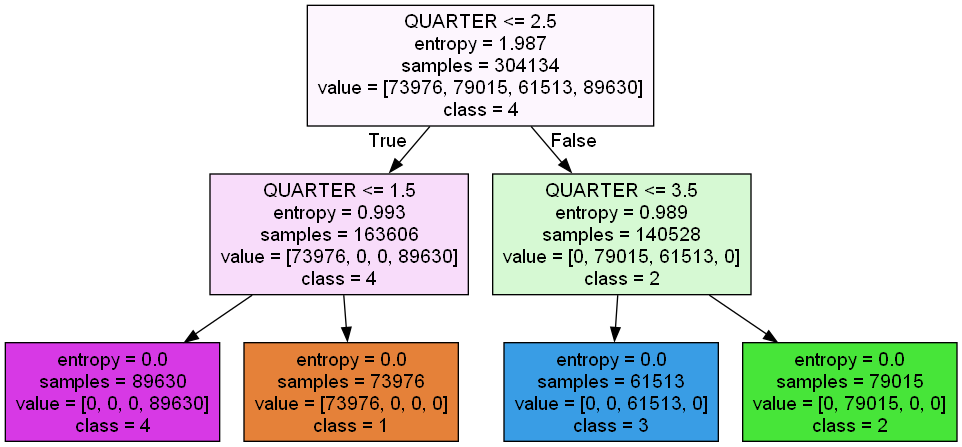 QUARTER <= 2.5
entropy = 1.987
samples = 304134
value = [73976, 79015, 61513, 89630]
class = 4
True
False
QUARTER <= 1.5
entropy = 0.993
samples = 163606
value = [73976, 0, 0, 89630]
class = 4
QUARTER <= 3.5
entropy = 0.989
samples = 140528
value = [0, 79015, 61513, 0]
class = 2
entropy = 0.0
samples = 89630
value = [0, 0, 0, 89630]
class = 4
entropy = 0.0
samples = 73976
value = [73976, 0, 0, 0]
class = 1
entropy = 0.0
samples = 61513
value = [0, 0, 61513, 0]
class = 3
entropy = 0.0
samples = 79015
value = [0, 79015, 0, 0]
class = 2